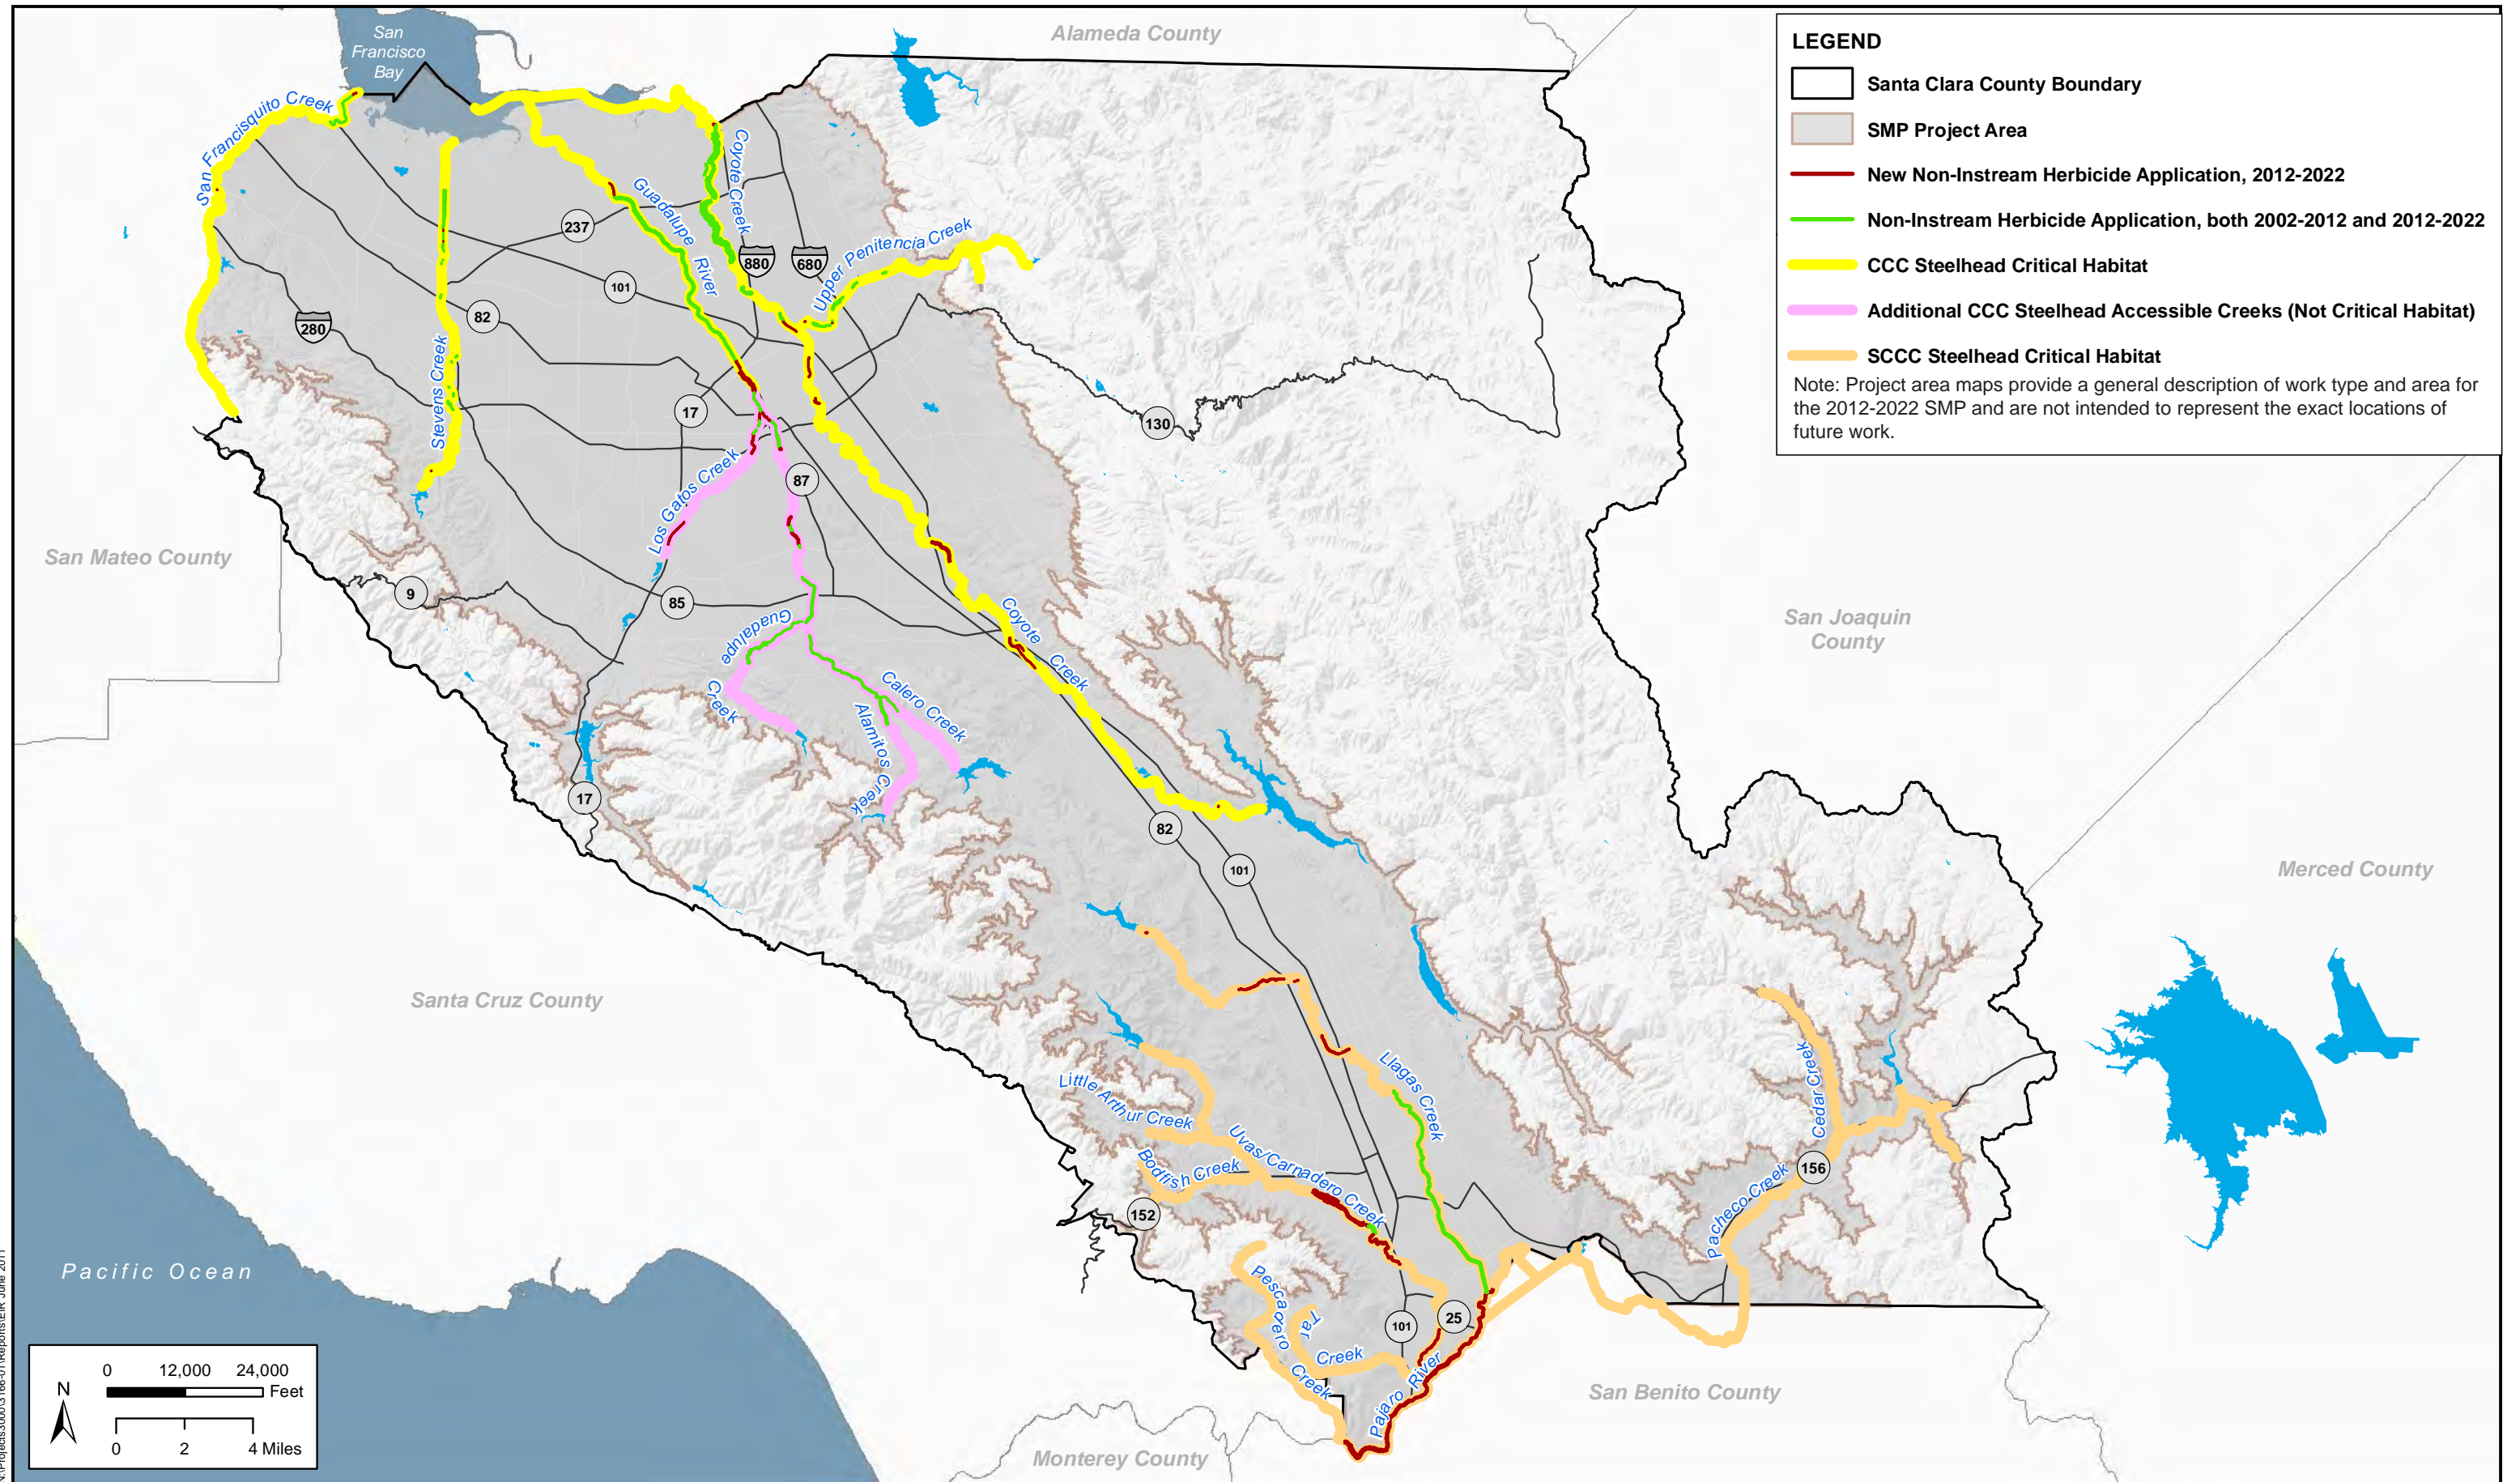 San
Francisco
Bay
Alameda County
LEGEND
Santa Clara County Boundary
SMP Project Area
New Non-Instream Herbicide Application, 2012-2022
Non-Instream Herbicide Application, both 2002-2012 and 2012-2022
CCC Steelhead Critical Habitat
Additional CCC Steelhead Accessible Creeks (Not Critical Habitat)
SCCC Steelhead Critical Habitat
Note: Project area maps provide a general description of work type and area for
the 2012-2022 SMP and are not intended to represent the exact locations of
future work.
San Francisquito Creek
Coyote Creek
Guadalupe River
Upper Penitencia Creek
237
880
680
101
82
280
Stevens Creek
17
130
87
Los Gatos Creek
San Mateo County
9
85
Guadalupe
Creek
Coyote
Creek
San Joaquin
County
Calero Creek
Alamitos Creek
17
82
101
Merced County
Santa Cruz County
Llagas Creek
Cedar Creek
Little Arthur Creek
Uvas/Carnadero Creek
Bodfish Creek
156
152
Pacheco Creek
Pacific Ocean
Pescadero
Creek
Tar
Creek
25
101
Pajaro River
San Benito County
Monterey County
N
0 12,000 24,000
Feet
0 2 4 Miles